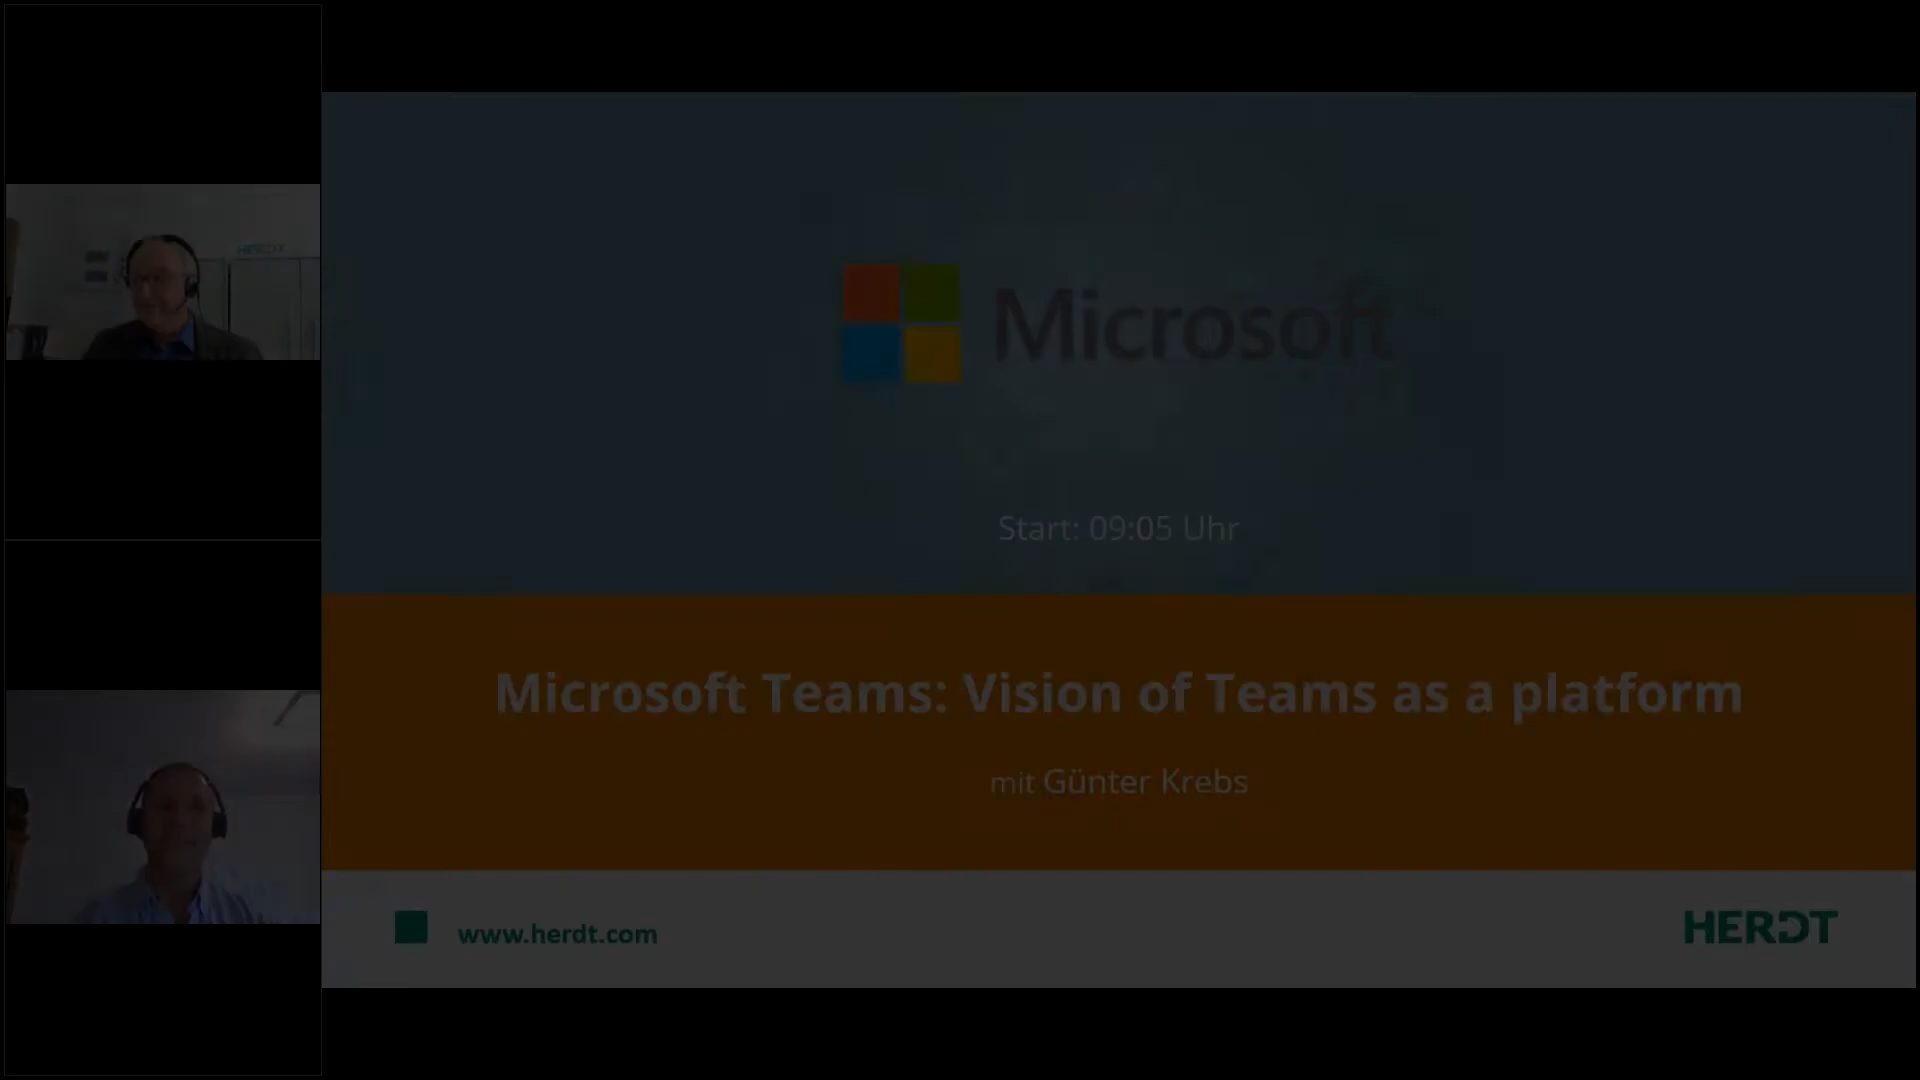 HERDT
Microsoft
Start: 09:05 Uhr
Microsoft Teams: Vision of Teams as a platform
mit Günter Krebs
www.herdt.com
HERDT